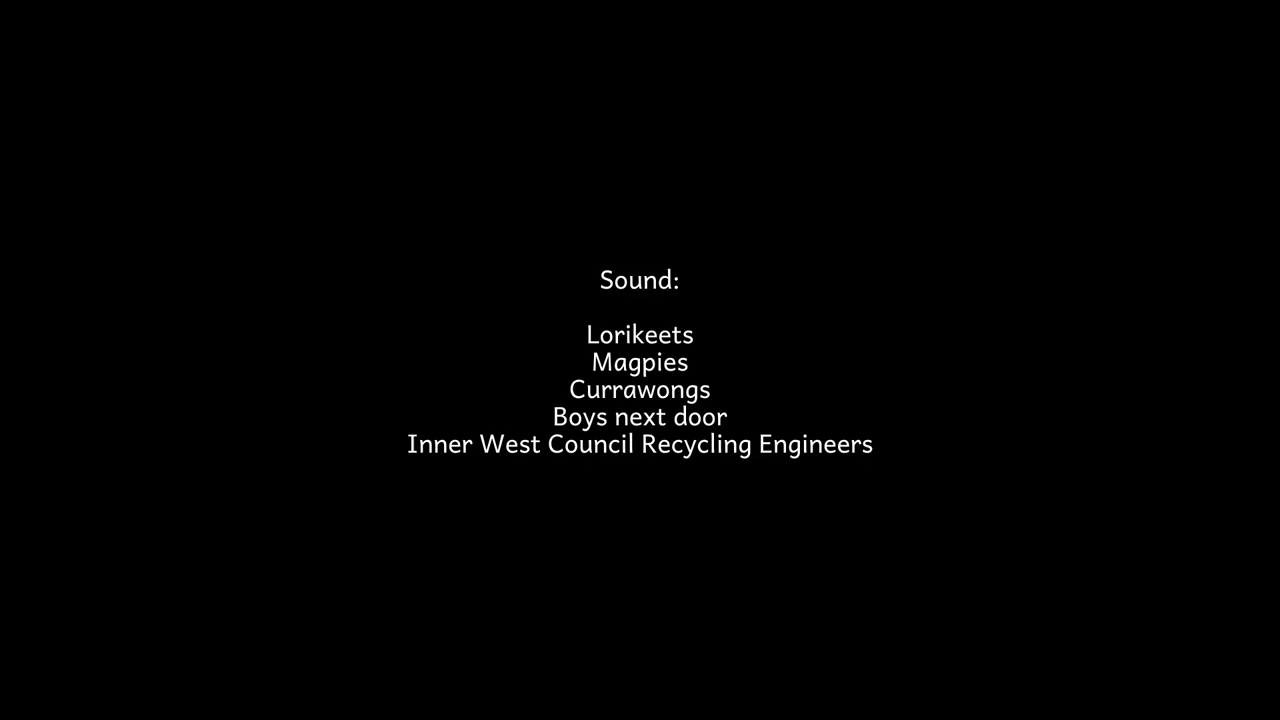 Sound:
Lorikeets
Magpies
Currawongs
Boys next door
Inner West Council Recycling Engineers